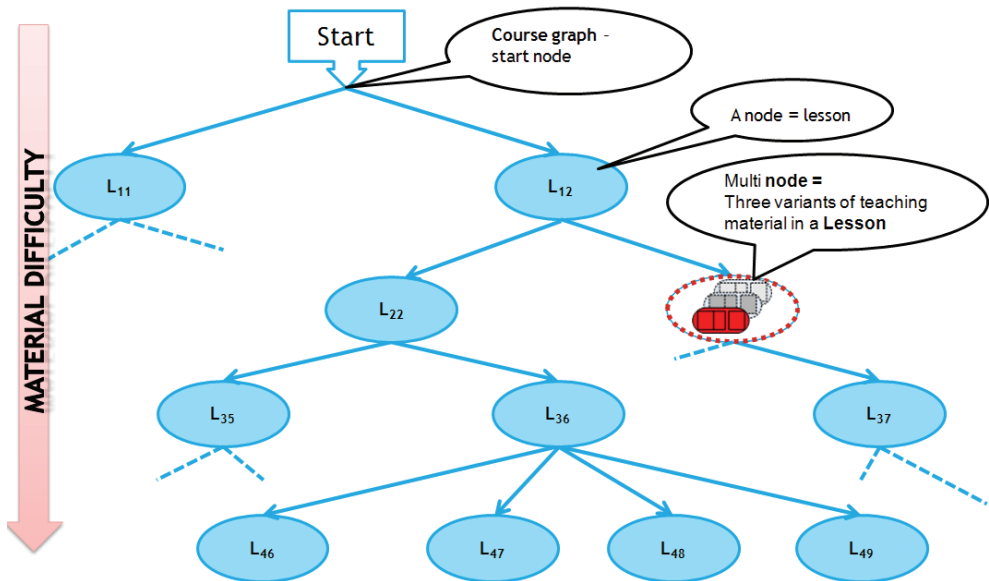 Start
Course graph –
start node
A node = lesson
MATERIAL DIFFICULTY
L11
L12
Multi node =
Three variants of teaching
material in a Lesson
L22
L35
L36
L37
L46
L47
L48
L49